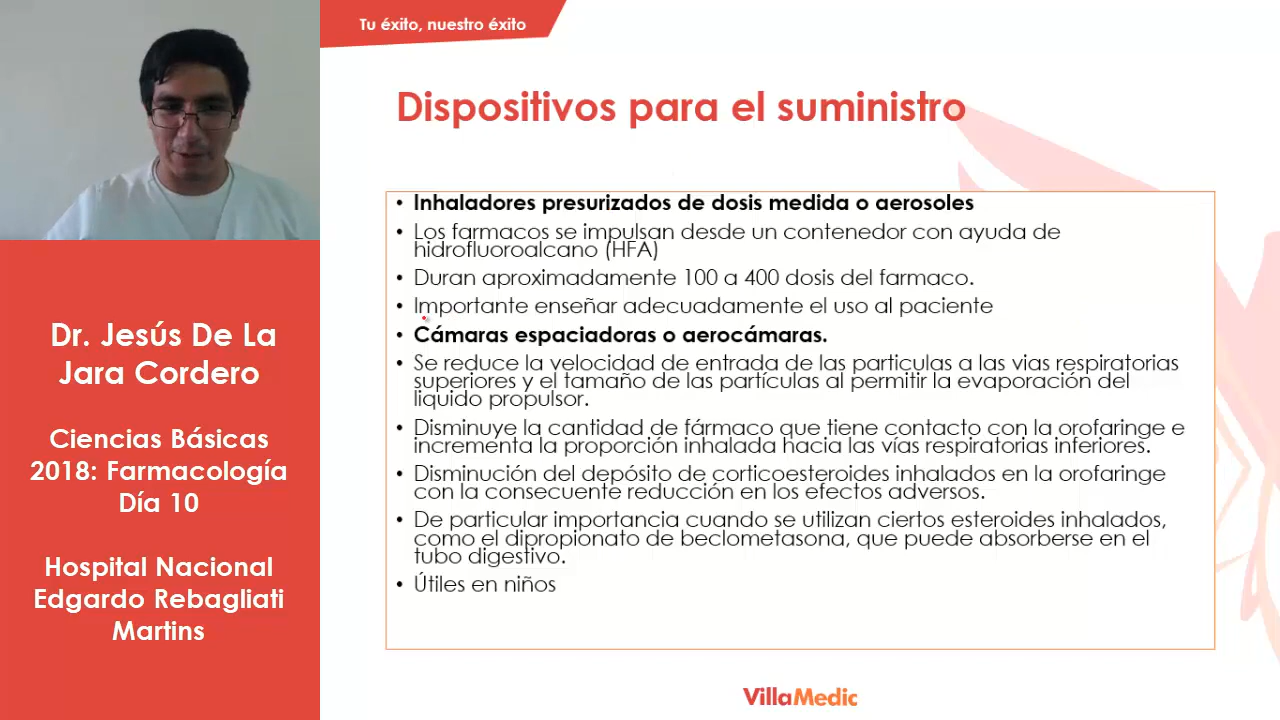 Tu éxito, nuestro éxito
Dispositivos para el suministro
• Inhaladores presurizados de dosis medida o aerosoles
• Los farmacos se impulsan desde un contenedor con ayuda de
hidrofluoroalcano (HFA)
• Duran aproximadamente 100 a 400 dosis del farmaco.
• Importante enseñar adecuadamente el uso al paciente
• Cámaras espaciadoras o aerocámaras.
• Se reduce la velocidad de entrada de las particulas a las vias respiratorias
superiores y el tamaño de las partículas al permitir la evaporación del
liquido propulsor.
• Disminuye la cantidad de fármaco que tiene contacto con la orofaringe e
incrementa la proporción inhalada hacia las vías respiratorias inferiores.
• Disminución del depósito de corticoesteroides inhalados en la orofaringe
con la consecuente reducción en los efectos adversos.
• De particular importancia cuando se utilizan ciertos esteroides inhalados,
como el dipropionato de beclometasona, que puede absorberse en el
tubo digestivo.
• Útiles en niños
Dr. Jesús De La
Jara Cordero
Ciencias Básicas
2018: Farmacología
Día 10
Hospital Nacional
Edgardo Rebagliati
Martins
VillaMedic